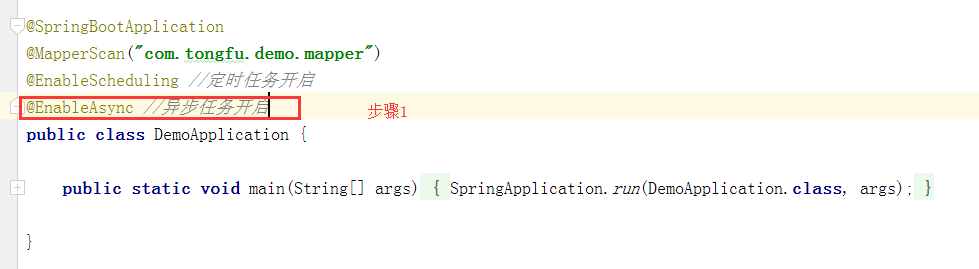 @SpringBootApplication
@MapperScan("com.tongfu.demo.mapper")
@EnableScheduling //定时任务开启
@EnableAsync //异步任务开启 步骤1
public class DemoApplication {
public static void main(String[] args) { SpringApplication.run(DemoApplication.class, args); }
}